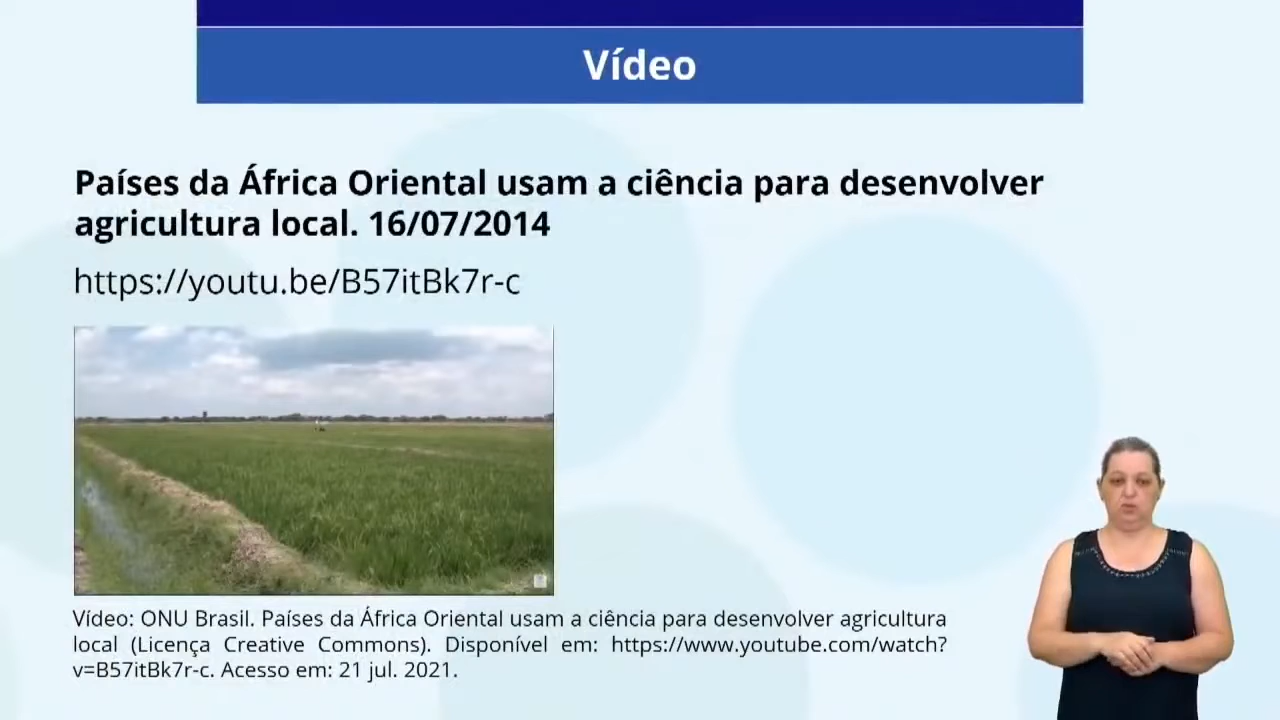 Vídeo
Países da África Oriental usam a ciência para desenvolver
agricultura local. 16/07/2014
https://youtu.be/B57itBk7r-c
Vídeo: ONU Brasil. Países da África Oriental usam a ciência para desenvolver agricultura
local (Licença Creative Commons). Disponível em: https://www.youtube.com/watch?
v=B57itBk7r-c. Acesso em: 21 jul. 2021.